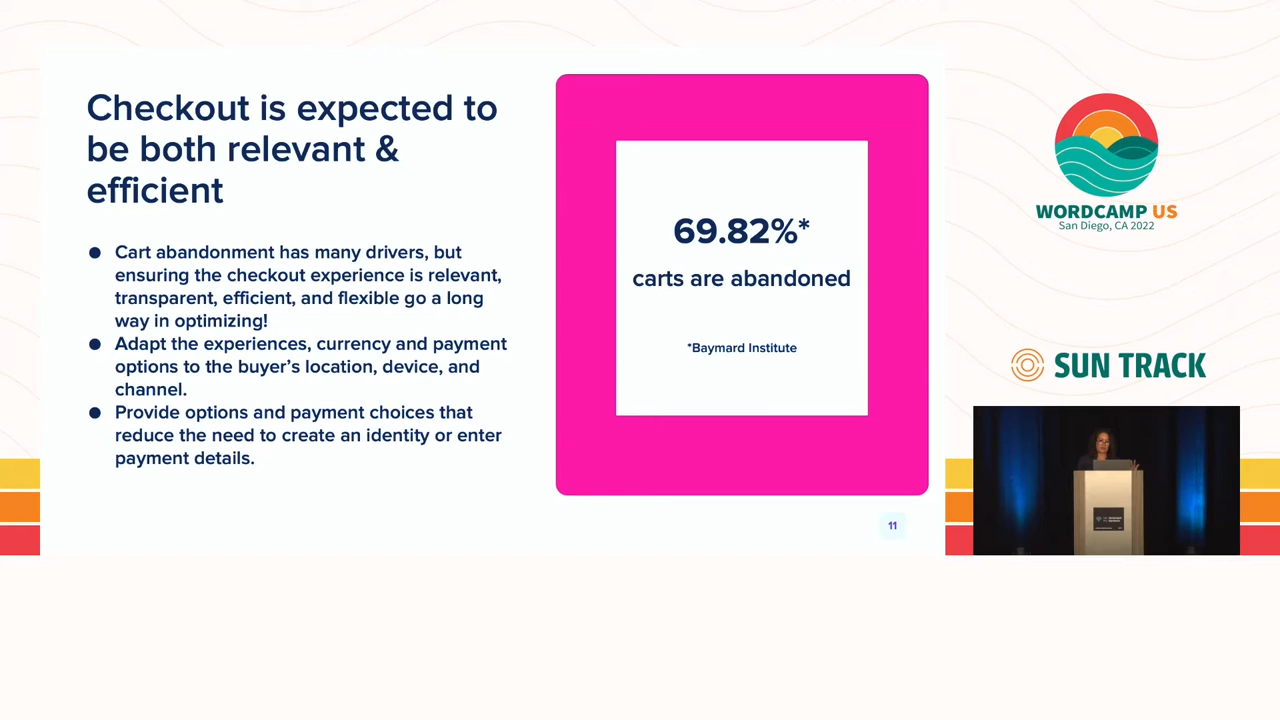 Checkout is expected to
be both relevant &
efficient
● Cart abandonment has many drivers, but
ensuring the checkout experience is relevant,
transparent, efficient, and flexible go a long
way in optimizing!
● Adapt the experiences, currency and payment
options to the buyer’s location, device, and
channel.
● Provide options and payment choices that
reduce the need to create an identity or enter
payment details.
69.82%*
carts are abandoned
*Baymard Institute
11
WORDCAMP US
San Diego, CA 2022
SUN TRACK